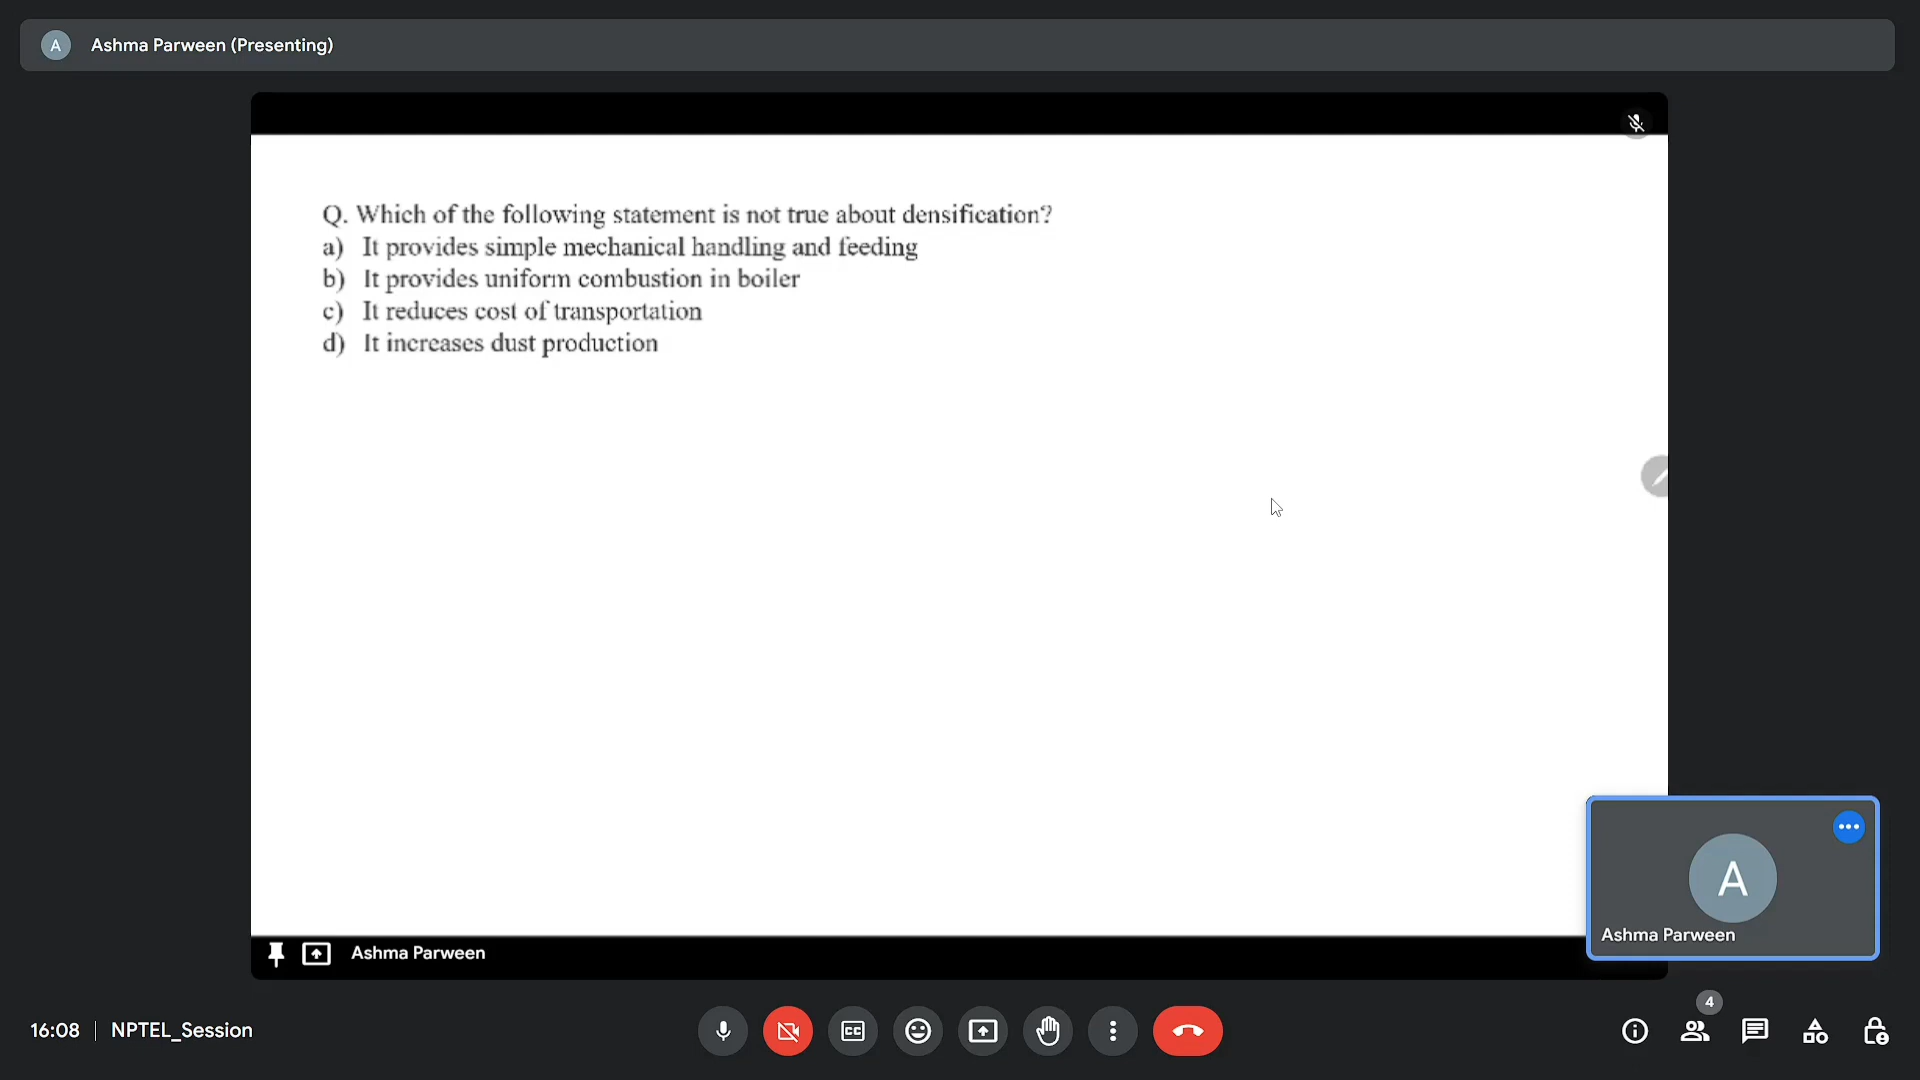 A Ashma Parween (Presenting)
Q. Which of the following statement is not true about densification?
a) It provides simple mechanical handling and feeding
b) It provides uniform combustion in boiler
c) It reduces cost of transportation
d) It increases dust production
A
Ashma Parween
Ashma Parween
4
16:08 | NPTEL_Session
CC